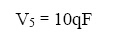 V₅ = 10qF